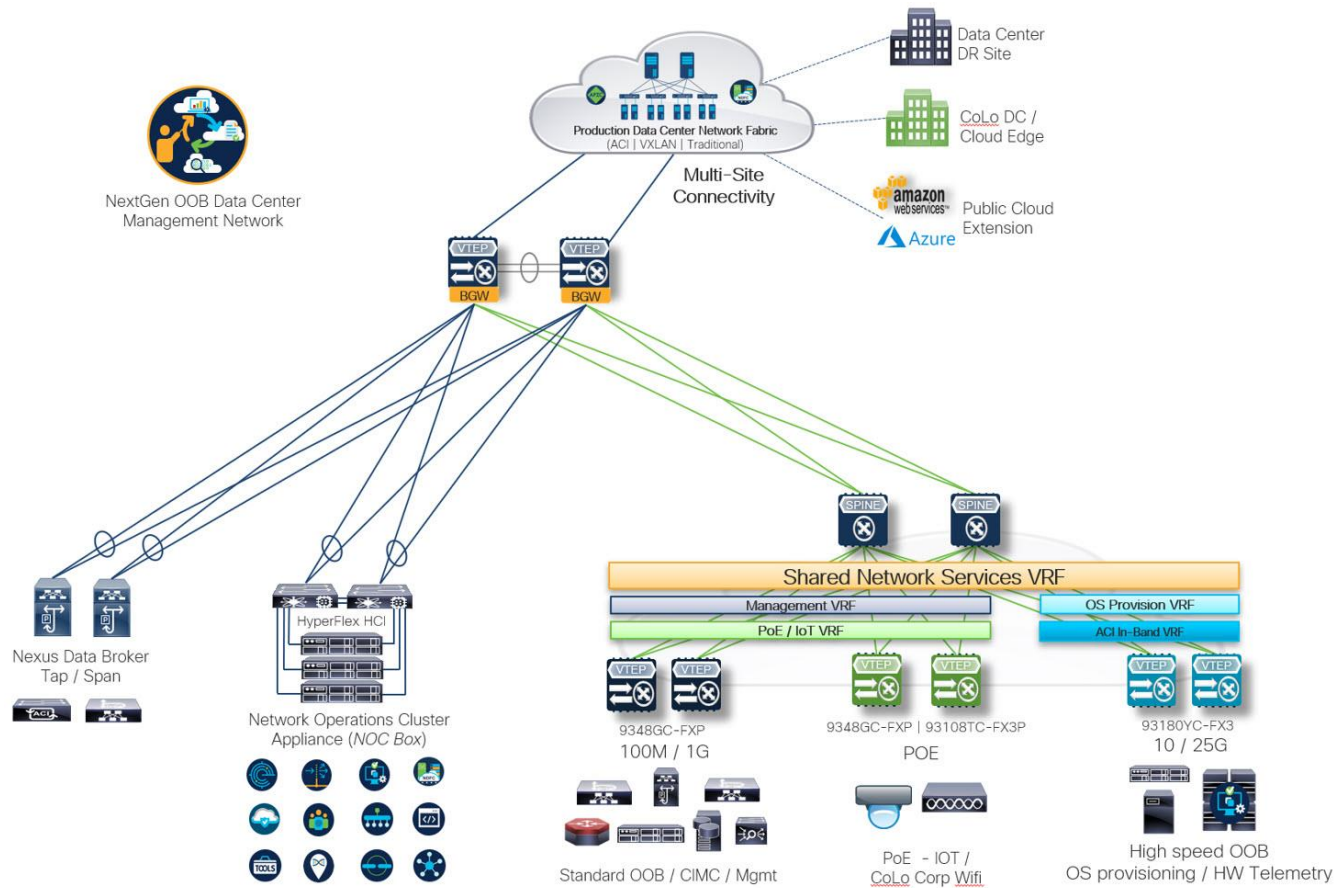 Data Center
DR Site
APIC
Production Data Center Network Fabric
(ACI | VXLAN | Traditional)
CoLo DC /
Cloud Edge
Multi-Site
Connectivity
NextGen OOB Data Center
Management Network
amazon
webservices™
Azure
Public Cloud
Extension
VTEP
VTEP
BGW
BGW
SPINE
SPINE
Shared Network Services VRF
Management VRF
OS Provision VRF
PoE / IoT VRF
ACI In-Band VRF
HyperFlex HCI
VTEP
VTEP
VTEP
VTEP
VTEP
VTEP
Nexus Data Broker
Tap / Span
ACI
Network Operations Cluster
Appliance (NOC Box)
TOOLS
</>
9348GC-FXP
100M / 1G
9348GC-FXP | 93108TC-FX3P
POE
93180YC-FX3
10 / 25G
Standard OOB / CIMC / Mgmt
PoE - IOT /
CoLo Corp Wifi
High speed OOB
OS provisioning / HW Telemetry